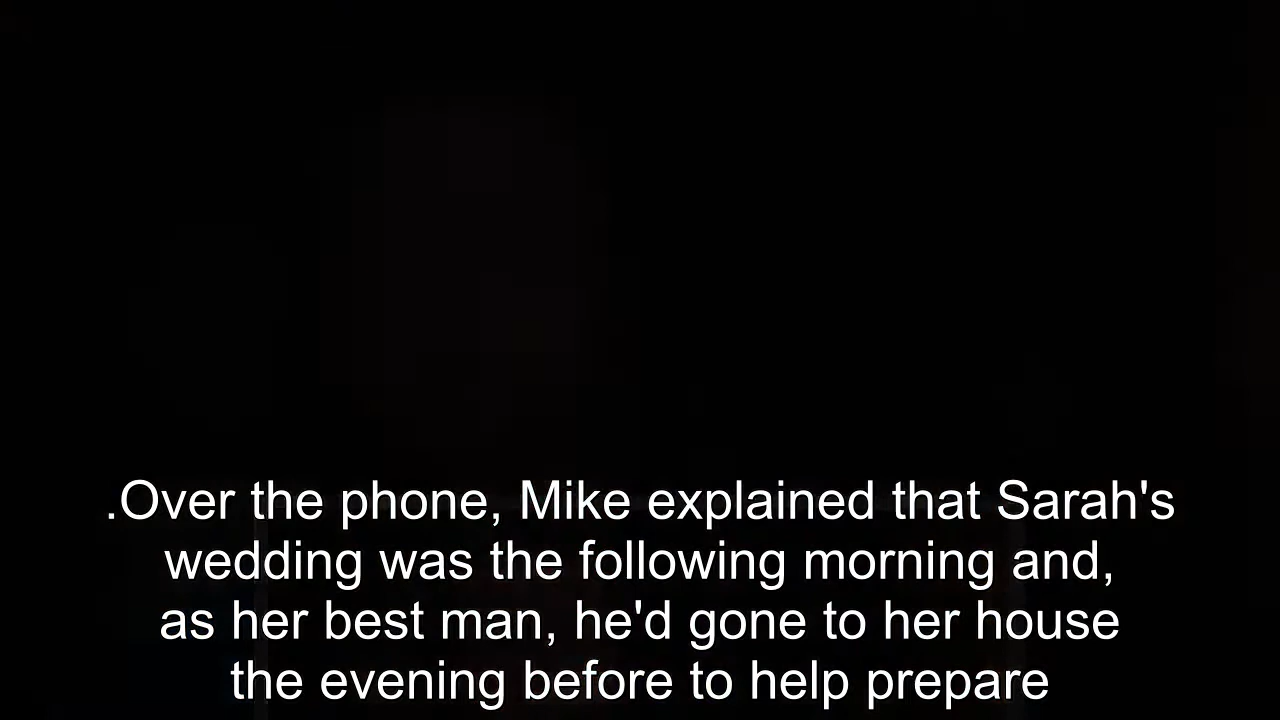 .Over the phone, Mike explained that Sarah's
wedding was the following morning and,
as her best man, he'd gone to her house
the evening before to help prepare